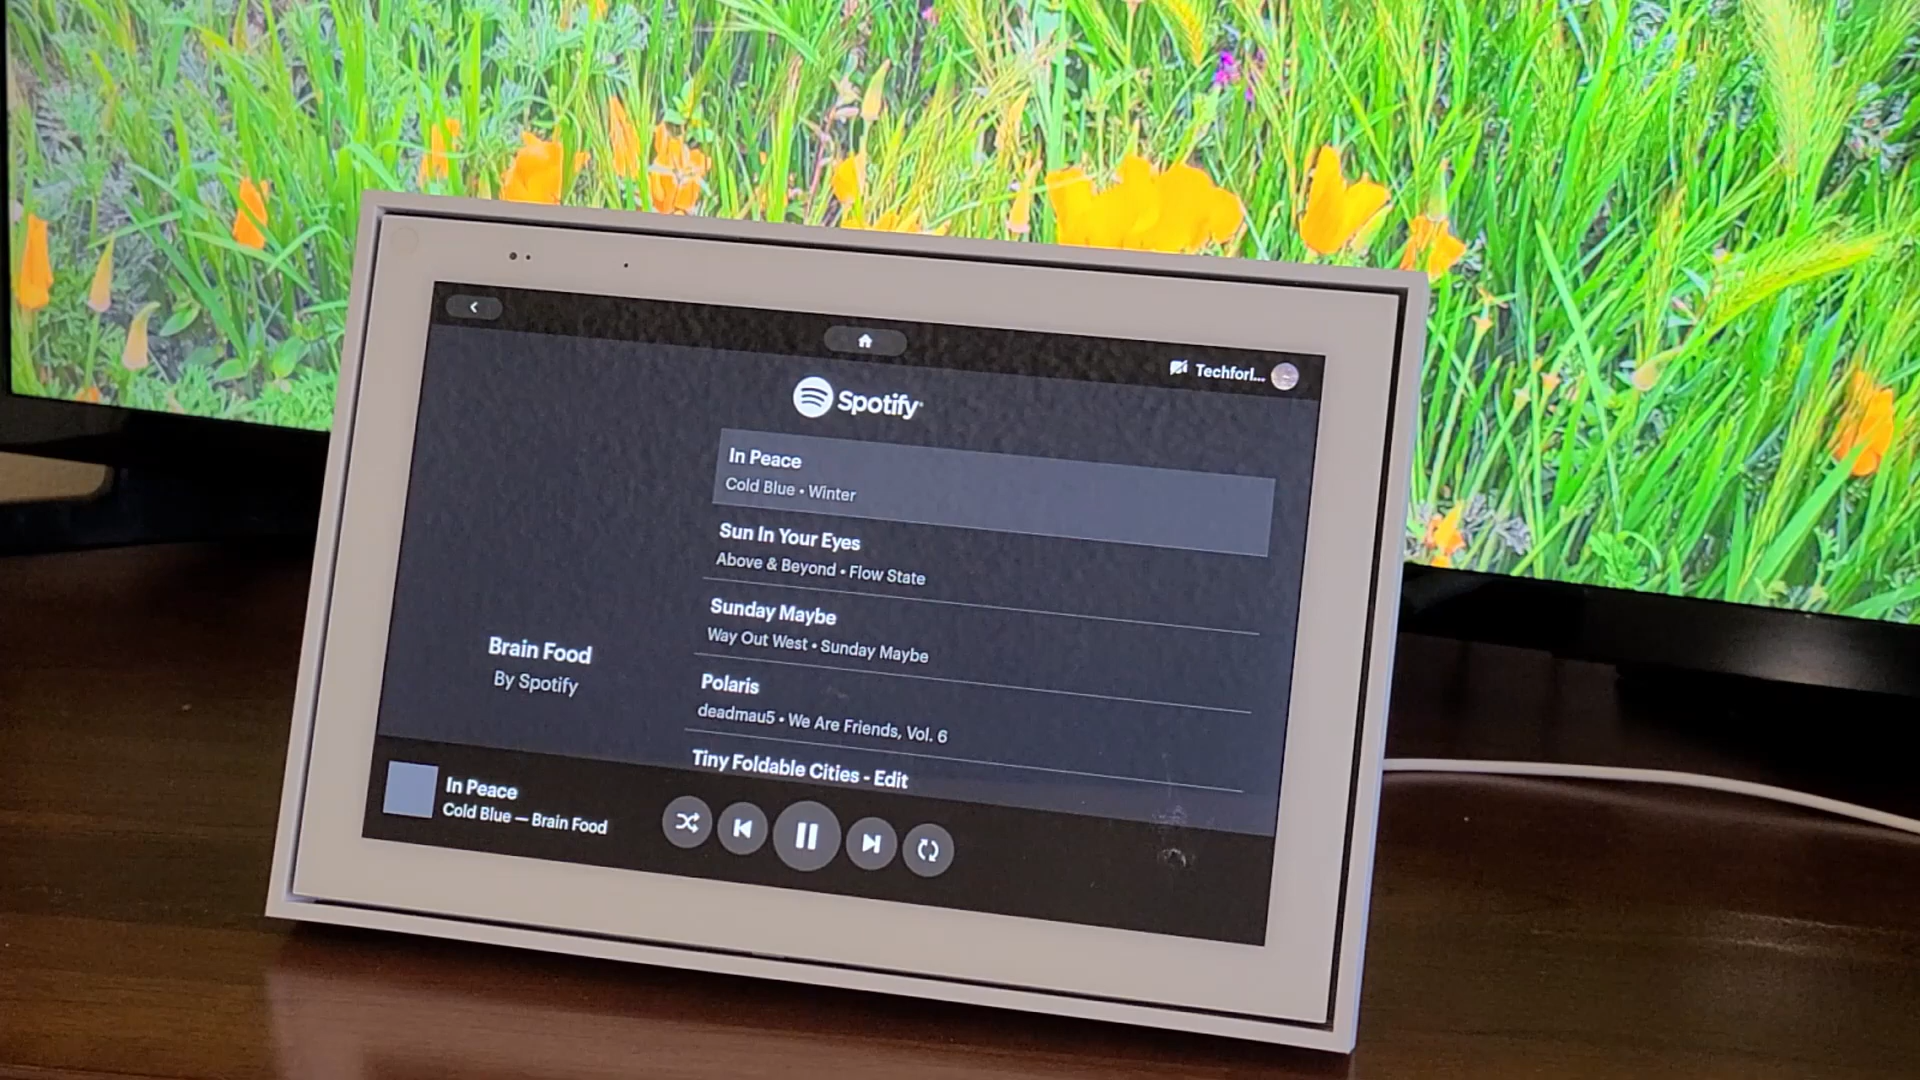 Techforl...
Spotify
In Peace
Cold Blue • Winter
Sun In Your Eyes
Above & Beyond • Flow State
Sunday Maybe
Way Out West • Sunday Maybe
Polaris
deadmau5 • We Are Friends, Vol. 6
Tiny Foldable Cities - Edit
Brain Food
By Spotify
In Peace
Cold Blue — Brain Food